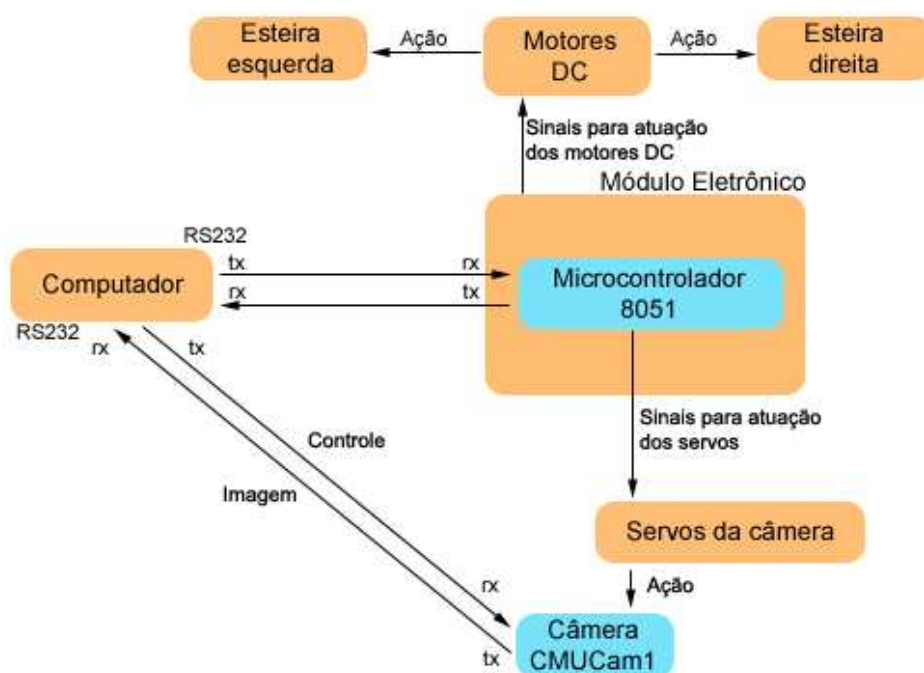 Esteira
esquerda
Ação
Motores
DC
Ação
Esteira
direita
Sinais para atuação
dos motores DC
Módulo Eletrônico
RS232
Computador
tx
rx
rx
tx
Microcontrolador
8051
RS232
rx
tx
Sinais para atuação
dos servos
Controle
Imagem
Servos da câmera
Ação
rx
tx
Câmera
CMUCam1